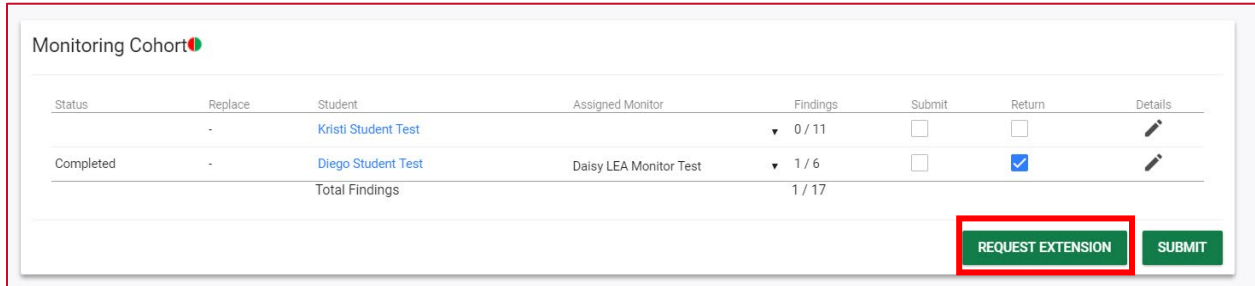 Monitoring Cohort
Status Replace Student Assigned Monitor Findings Submit Return Details
- Kristi Student Test 0 / 11
Completed - Diego Student Test Daisy LEA Monitor Test 1 / 6
Total Findings 1 / 17
REQUEST EXTENSION SUBMIT